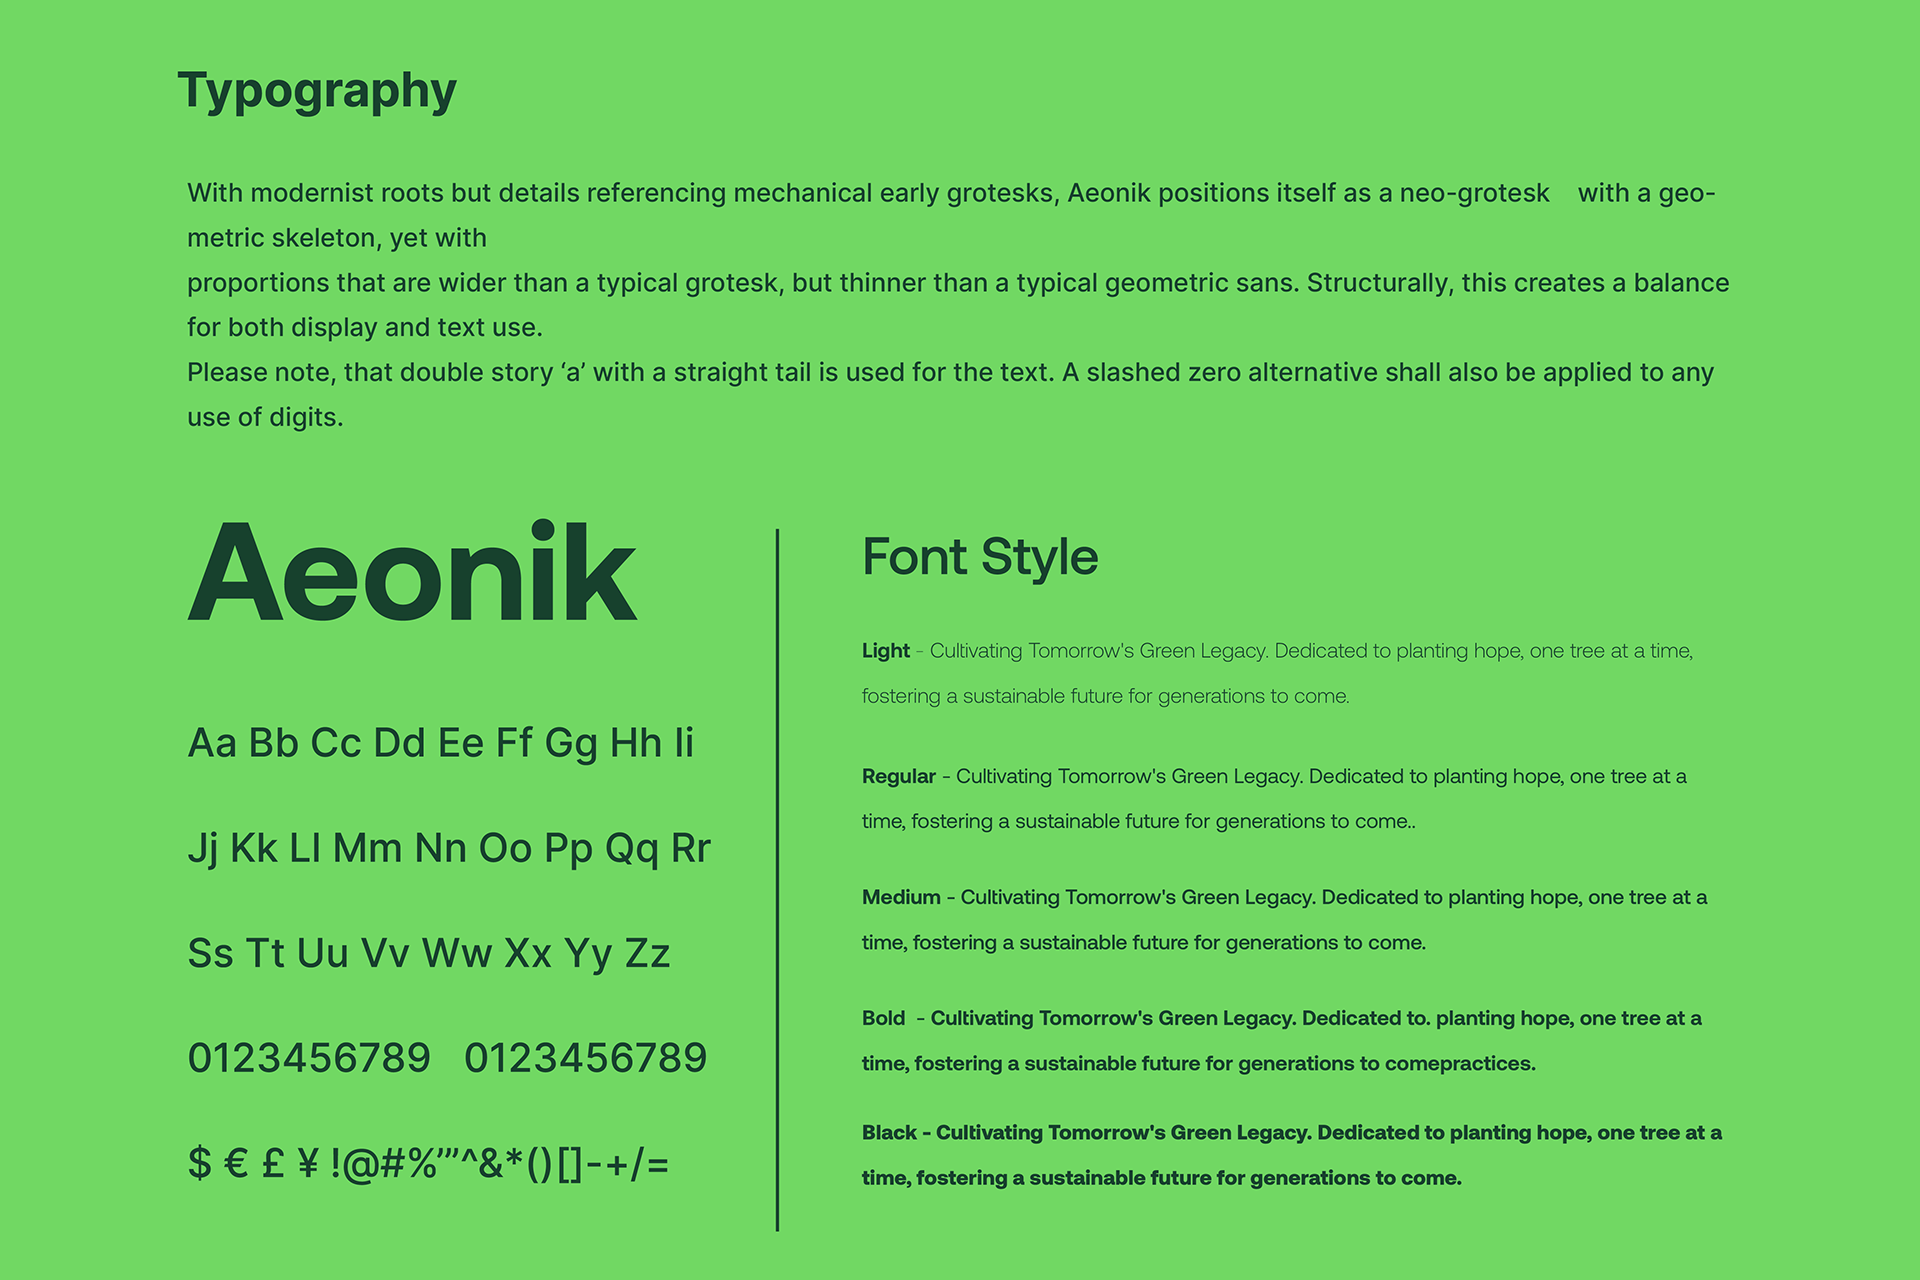 Typography
With modernist roots but details referencing mechanical early grotesks, Aeonik positions itself as a neo-grotesk with a geo-
metric skeleton, yet with
proportions that are wider than a typical grotesk, but thinner than a typical geometric sans. Structurally, this creates a balance
for both display and text use.
Please note, that double story ‘a’ with a straight tail is used for the text. A slashed zero alternative shall also be applied to any
use of digits.
Aeonik
Aa Bb Cc Dd Ee Ff Gg Hh Ii
Jj Kk Ll Mm Nn Oo Pp Qq Rr
Ss Tt Uu Vv Ww Xx Yy Zz
0123456789 0123456789
$ € £ ¥ !@#%’”^&*()[]-+/=
Font Style
Light - Cultivating Tomorrow's Green Legacy. Dedicated to planting hope, one tree at a time,
fostering a sustainable future for generations to come.
Regular - Cultivating Tomorrow's Green Legacy. Dedicated to planting hope, one tree at a
time, fostering a sustainable future for generations to come..
Medium - Cultivating Tomorrow's Green Legacy. Dedicated to planting hope, one tree at a
time, fostering a sustainable future for generations to come.
Bold - Cultivating Tomorrow's Green Legacy. Dedicated to. planting hope, one tree at a
time, fostering a sustainable future for generations to comepractices.
Black - Cultivating Tomorrow's Green Legacy. Dedicated to planting hope, one tree at a
time, fostering a sustainable future for generations to come.